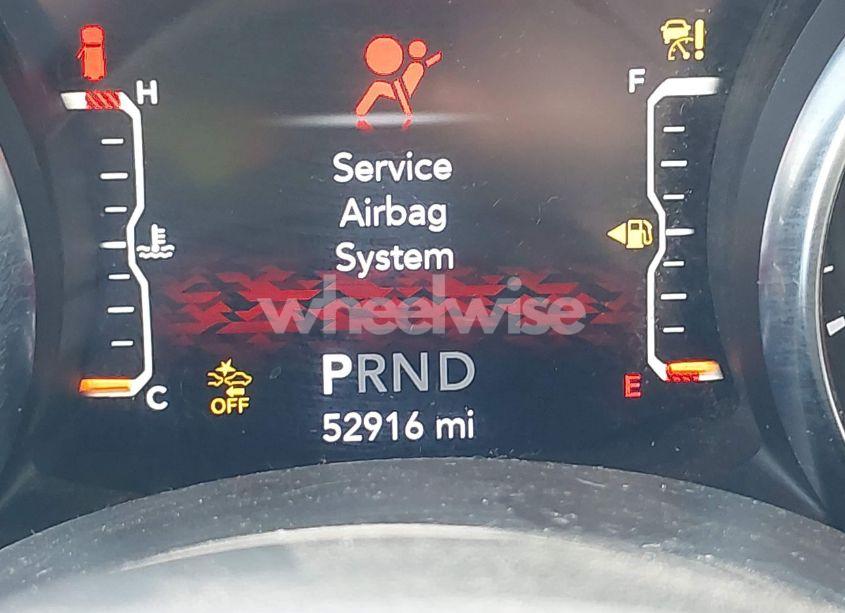 H
F
Service
Airbag
System
wheelwise
C
OFF
PRND
E
52916 mi